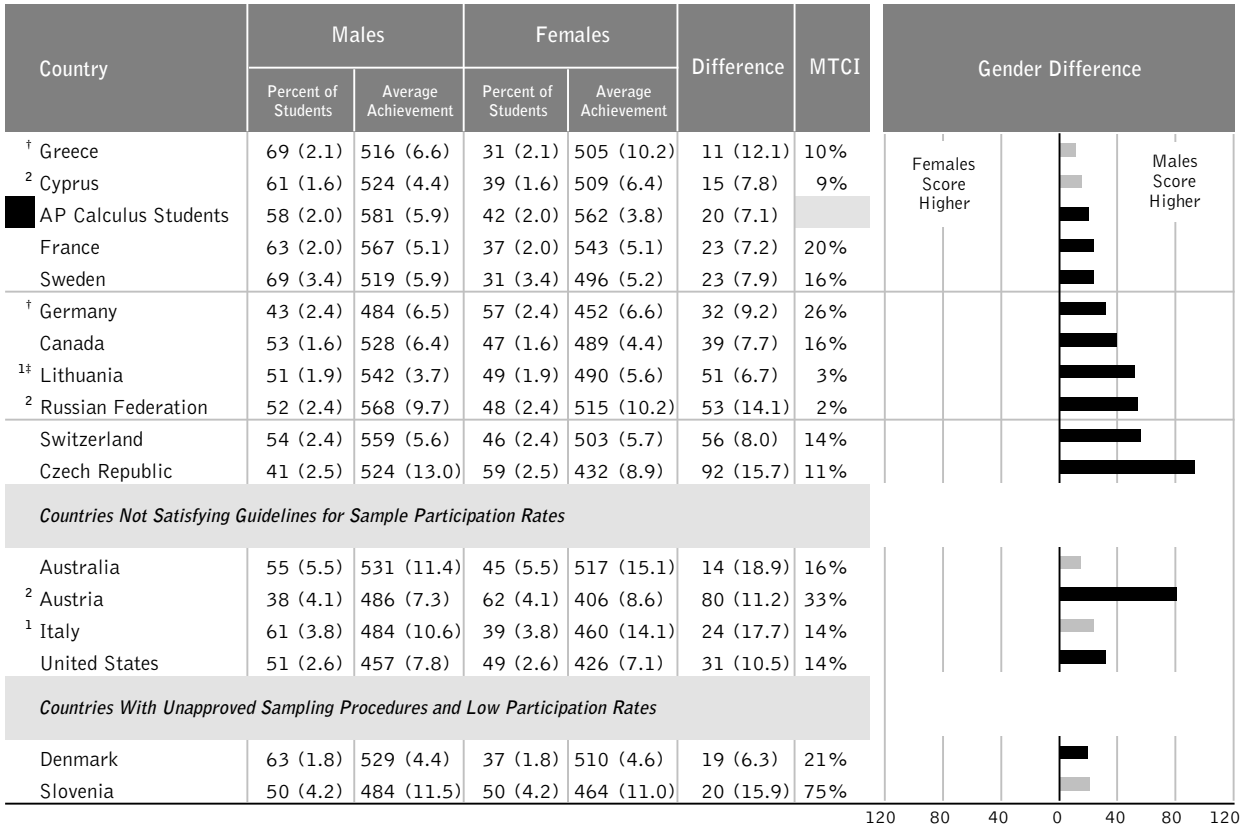 Country Males Females Difference MTCI Gender Difference
Percent of Students Average Achievement Percent of Students Average Achievement
† Greece 69 (2.1) 516 (6.6) 31 (2.1) 505 (10.2) 11 (12.1) 10%
2 Cyprus 61 (1.6) 524 (4.4) 39 (1.6) 509 (6.4) 15 (7.8) 9%
AP Calculus Students 58 (2.0) 581 (5.9) 42 (2.0) 562 (3.8) 20 (7.1)
France 63 (2.0) 567 (5.1) 37 (2.0) 543 (5.1) 23 (7.2) 20%
Sweden 69 (3.4) 519 (5.9) 31 (3.4) 496 (5.2) 23 (7.9) 16%
† Germany 43 (2.4) 484 (6.5) 57 (2.4) 452 (6.6) 32 (9.2) 26%
Canada 53 (1.6) 528 (6.4) 47 (1.6) 489 (4.4) 39 (7.7) 16%
1‡ Lithuania 51 (1.9) 542 (3.7) 49 (1.9) 490 (5.6) 51 (6.7) 3%
2 Russian Federation 52 (2.4) 568 (9.7) 48 (2.4) 515 (10.2) 53 (14.1) 2%
Switzerland 54 (2.4) 559 (5.6) 46 (2.4) 503 (5.7) 56 (8.0) 14%
Czech Republic 41 (2.5) 524 (13.0) 59 (2.5) 432 (8.9) 92 (15.7) 11%
Countries Not Satisfying Guidelines for Sample Participation Rates
Australia 55 (5.5) 531 (11.4) 45 (5.5) 517 (15.1) 14 (18.9) 16%
2 Austria 38 (4.1) 486 (7.3) 62 (4.1) 406 (8.6) 80 (11.2) 33%
1 Italy 61 (3.8) 484 (10.6) 39 (3.8) 460 (14.1) 24 (17.7) 14%
United States 51 (2.6) 457 (7.8) 49 (2.6) 426 (7.1) 31 (10.5) 14%
Countries With Unapproved Sampling Procedures and Low Participation Rates
Denmark 63 (1.8) 529 (4.4) 37 (1.8) 510 (4.6) 19 (6.3) 21%
Slovenia 50 (4.2) 484 (11.5) 50 (4.2) 464 (11.0) 20 (15.9) 75%
Females
Score
Higher
Males
Score
Higher
120 80 40 0 40 80 120